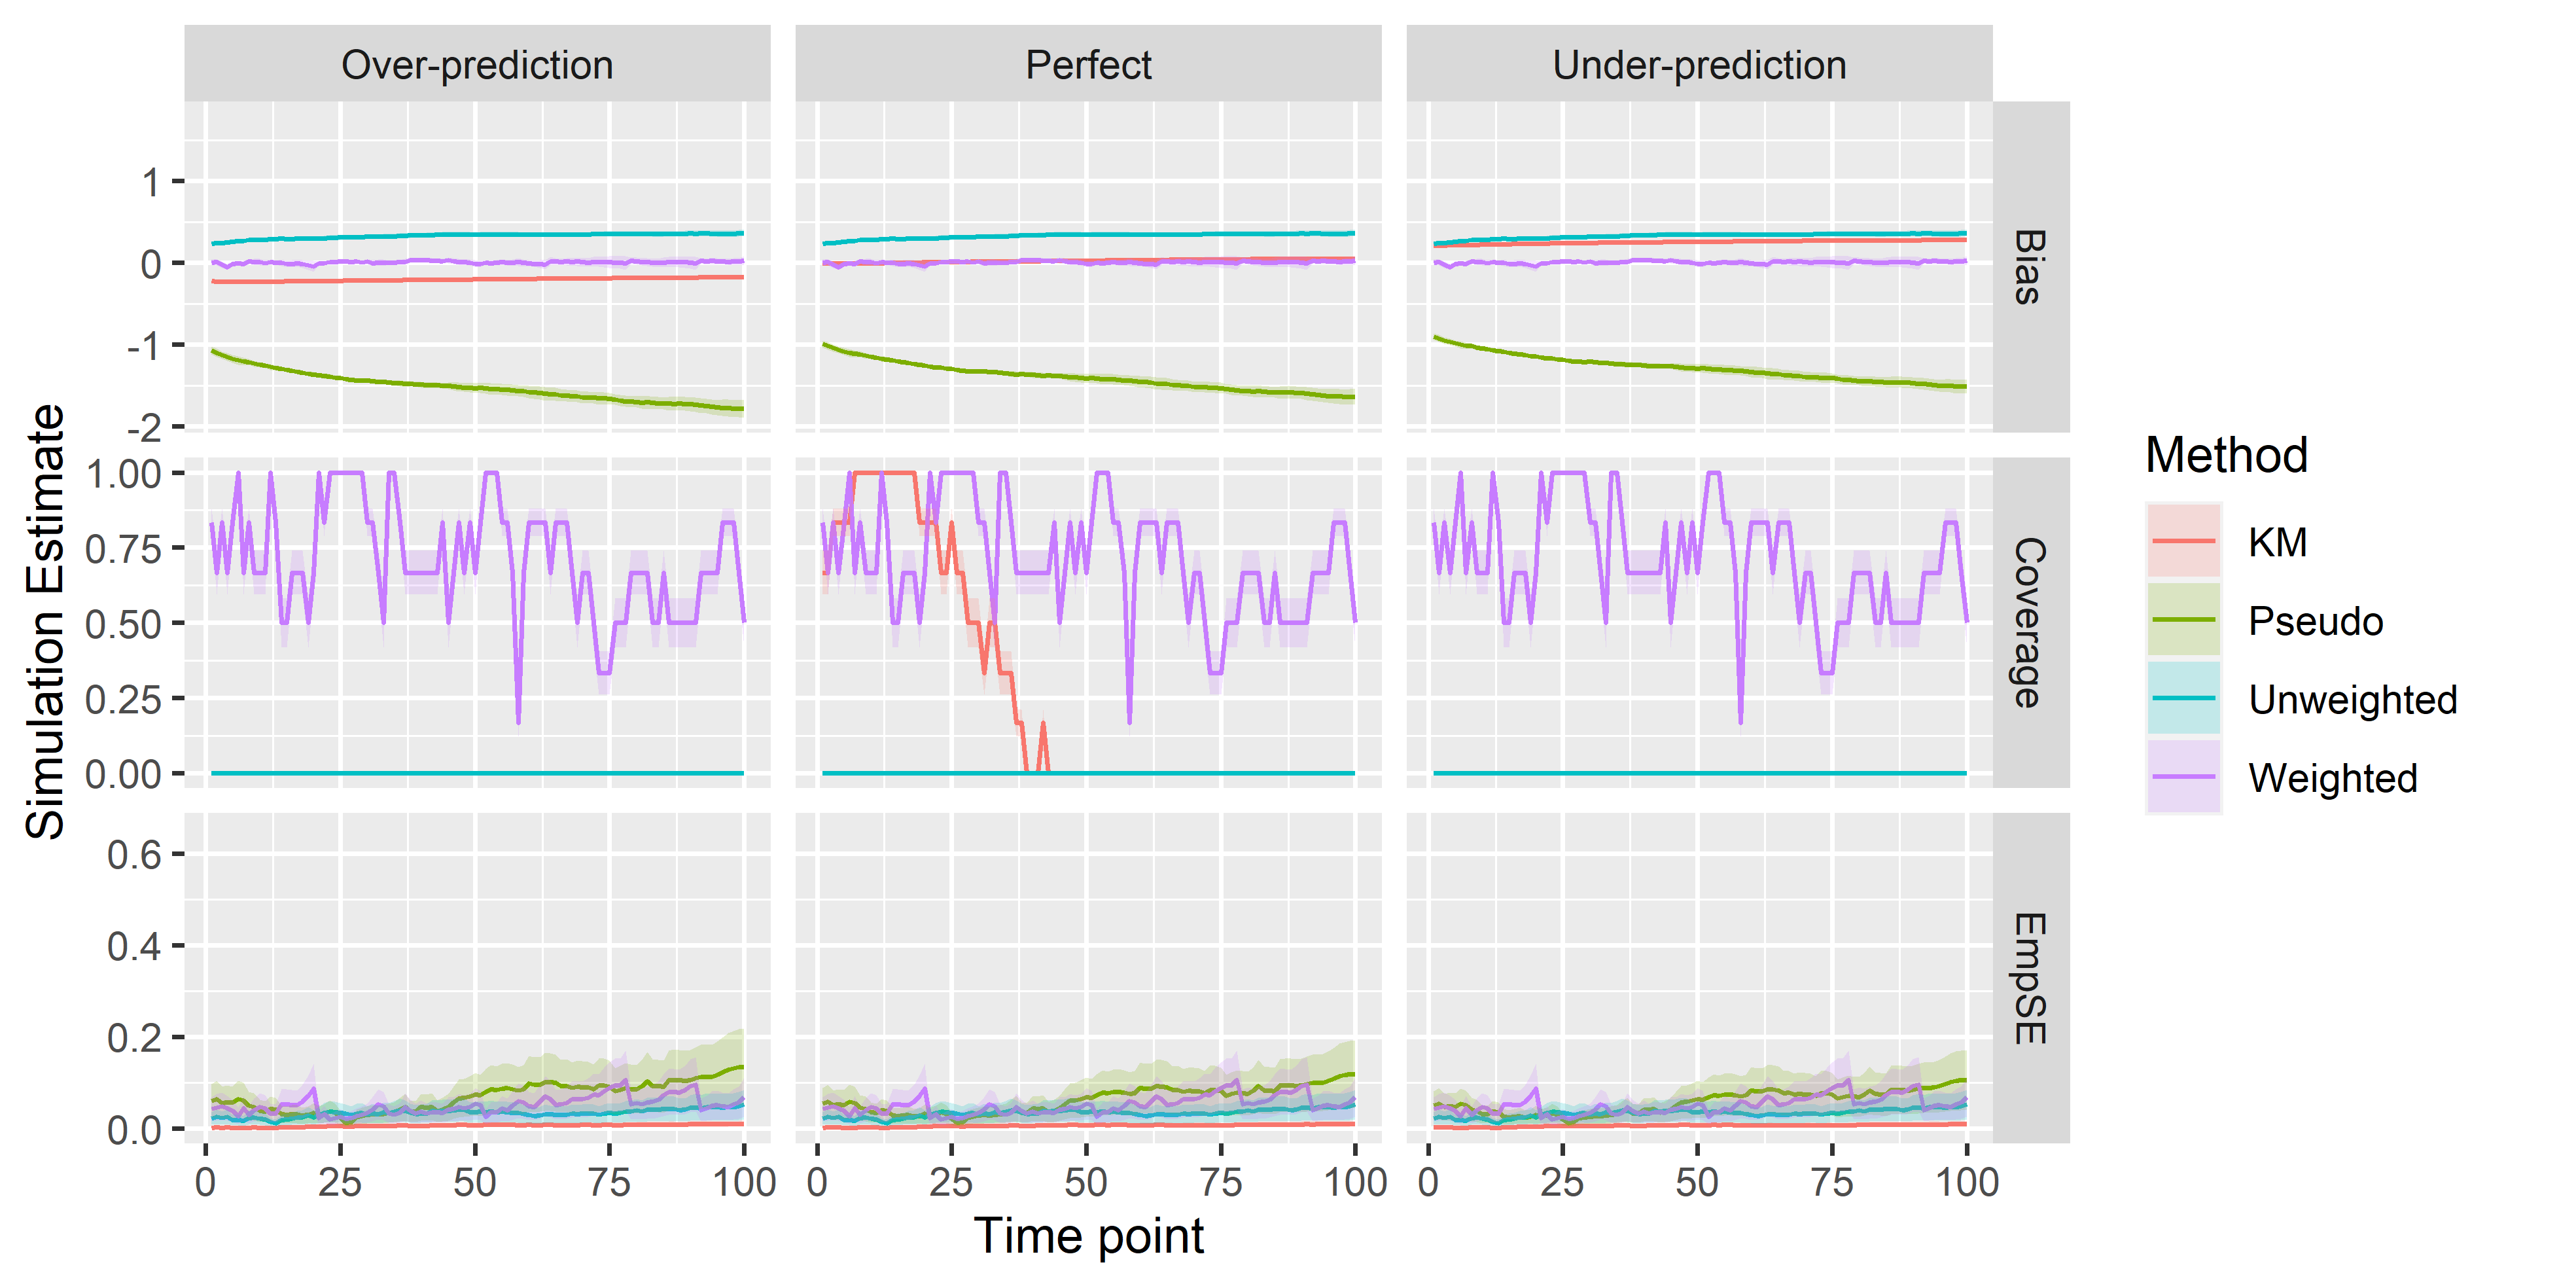 Over-prediction
Perfect
Under-prediction
1
0
-1
-2
Bias
1.00
0.75
0.50
0.25
0.00
Coverage
0.6
0.4
0.2
0.0
EmpSE
Simulation Estimate
0 25 50 75 100
0 25 50 75 100
0 25 50 75 100
Time point
Method
KM
Pseudo
Unweighted
Weighted